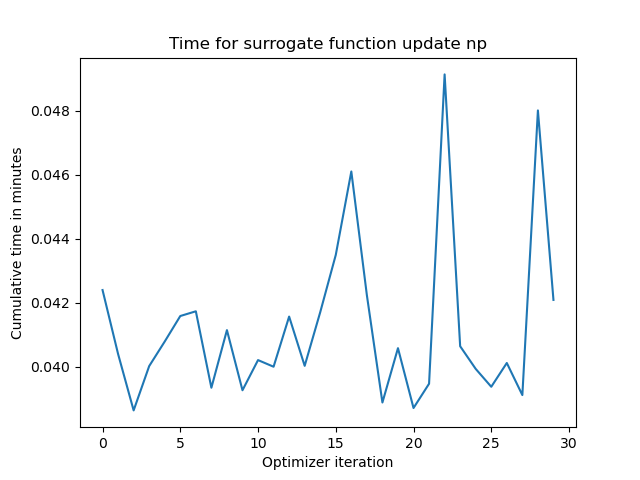 Time for surrogate function update np
Cumulative time in minutes
0.048
0.046
0.044
0.042
0.040
0 5 10 15 20 25 30
Optimizer iteration